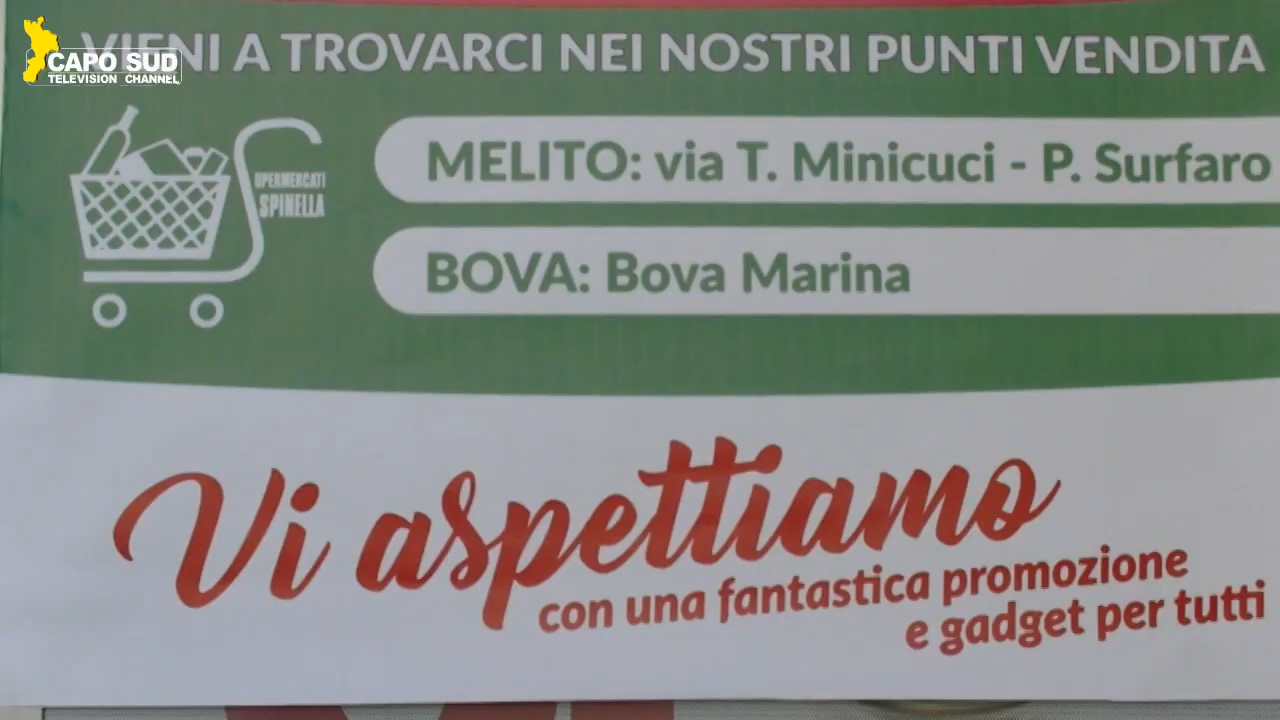 CAPO SUD
TELEVISION CHANNEL
VIENI A TROVARCI NEI NOSTRI PUNTI VENDITA
UPERMERCATI
SPINELLA
MELITO: via T. Minicuci - P. Surfaro
BOVA: Bova Marina
Vi aspettiamo
con una fantastica promozione
e gadget per tutti